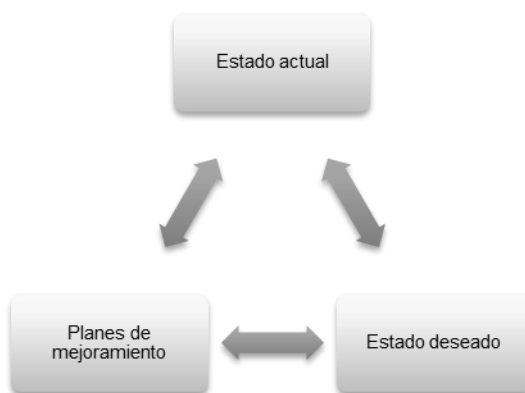 Estado actual
Planes de
mejoramiento
Estado deseado